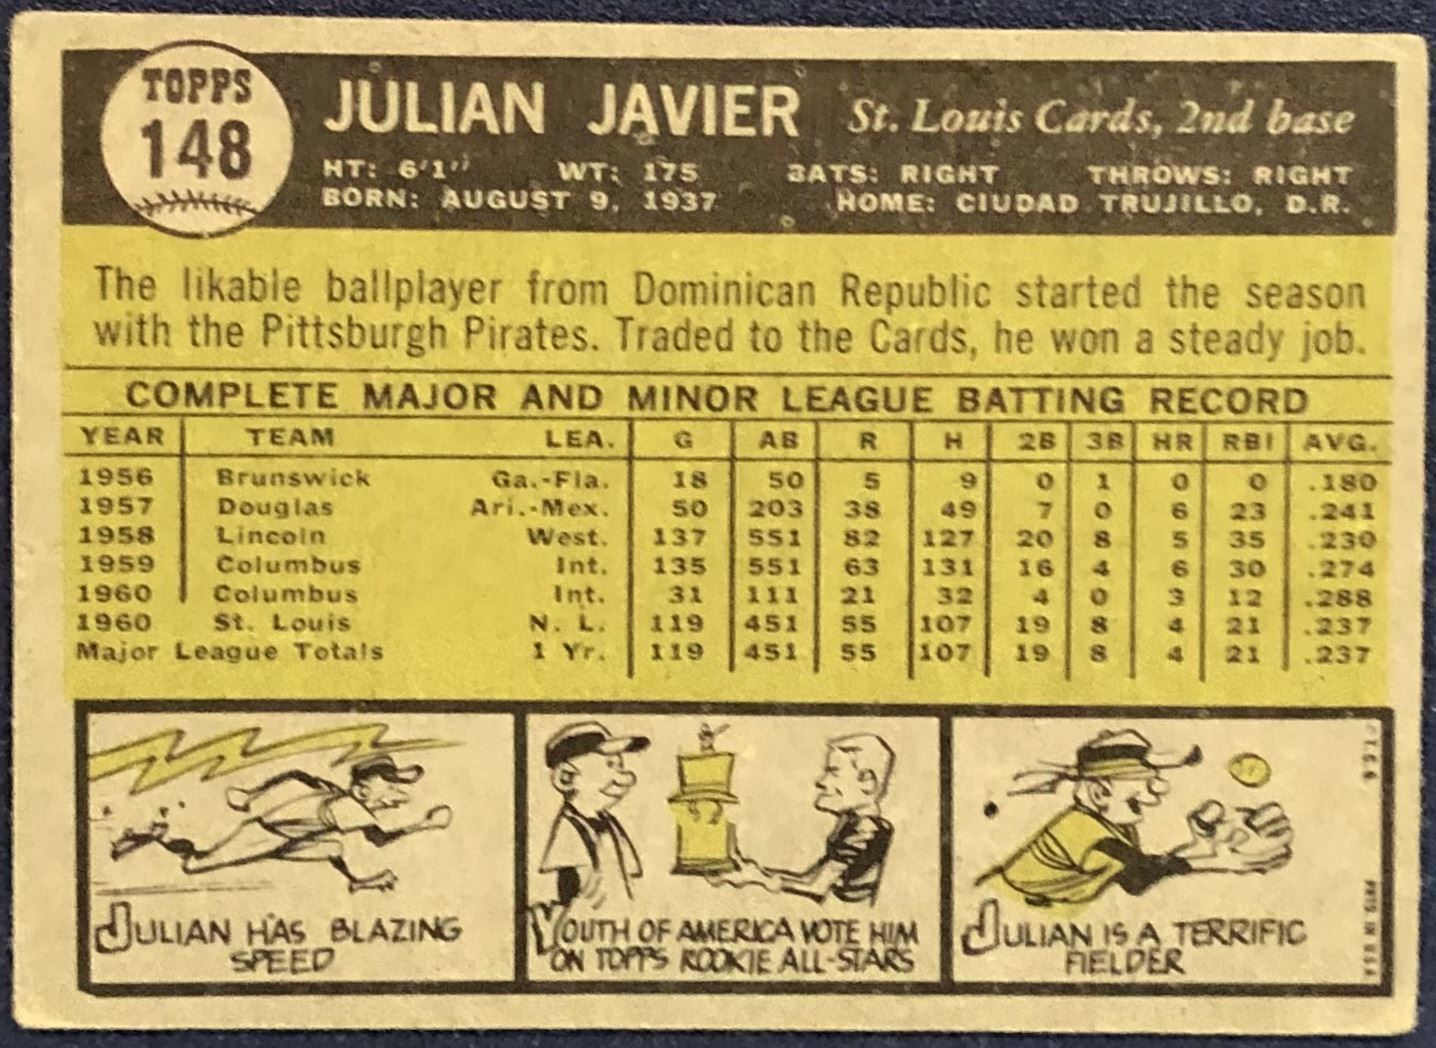 TOPPS
148
JULIAN JAVIER St. Louis Cards, 2nd base
HT: 6'1" WT: 175 BATS: RIGHT THROWS: RIGHT
BORN: AUGUST 9, 1937 HOME: CIUDAD TRUJILLO, D.R.
The likable ballplayer from Dominican Republic started the season
with the Pittsburgh Pirates. Traded to the Cards, he won a steady job.
COMPLETE MAJOR AND MINOR LEAGUE BATTING RECORD
YEAR TEAM LEA. G AB R H 2B 3B HR RBI AVG.
1956 Brunswick Ga.-Fla. 18 50 5 9 0 1 0 0 .180
1957 Douglas Ari.-Mex. 50 203 38 49 7 0 6 23 .241
1958 Lincoln West. 137 551 82 127 20 8 5 35 .230
1959 Columbus Int. 135 551 63 131 16 4 6 30 .274
1960 Columbus Int. 31 111 21 32 4 0 3 12 .288
1960 St. Louis N. L. 119 451 55 107 19 8 4 21 .237
Major League Totals 1 Yr. 119 451 55 107 19 8 4 21 .237
JULIAN HAS BLAZING
SPEED
YOUTH OF AMERICA VOTE HIM
ON TOPPS ROOKIE ALL-STARS
JULIAN IS A TERRIFIC
FIELDER
©T.C.G.
PRTD. IN U.S.A.